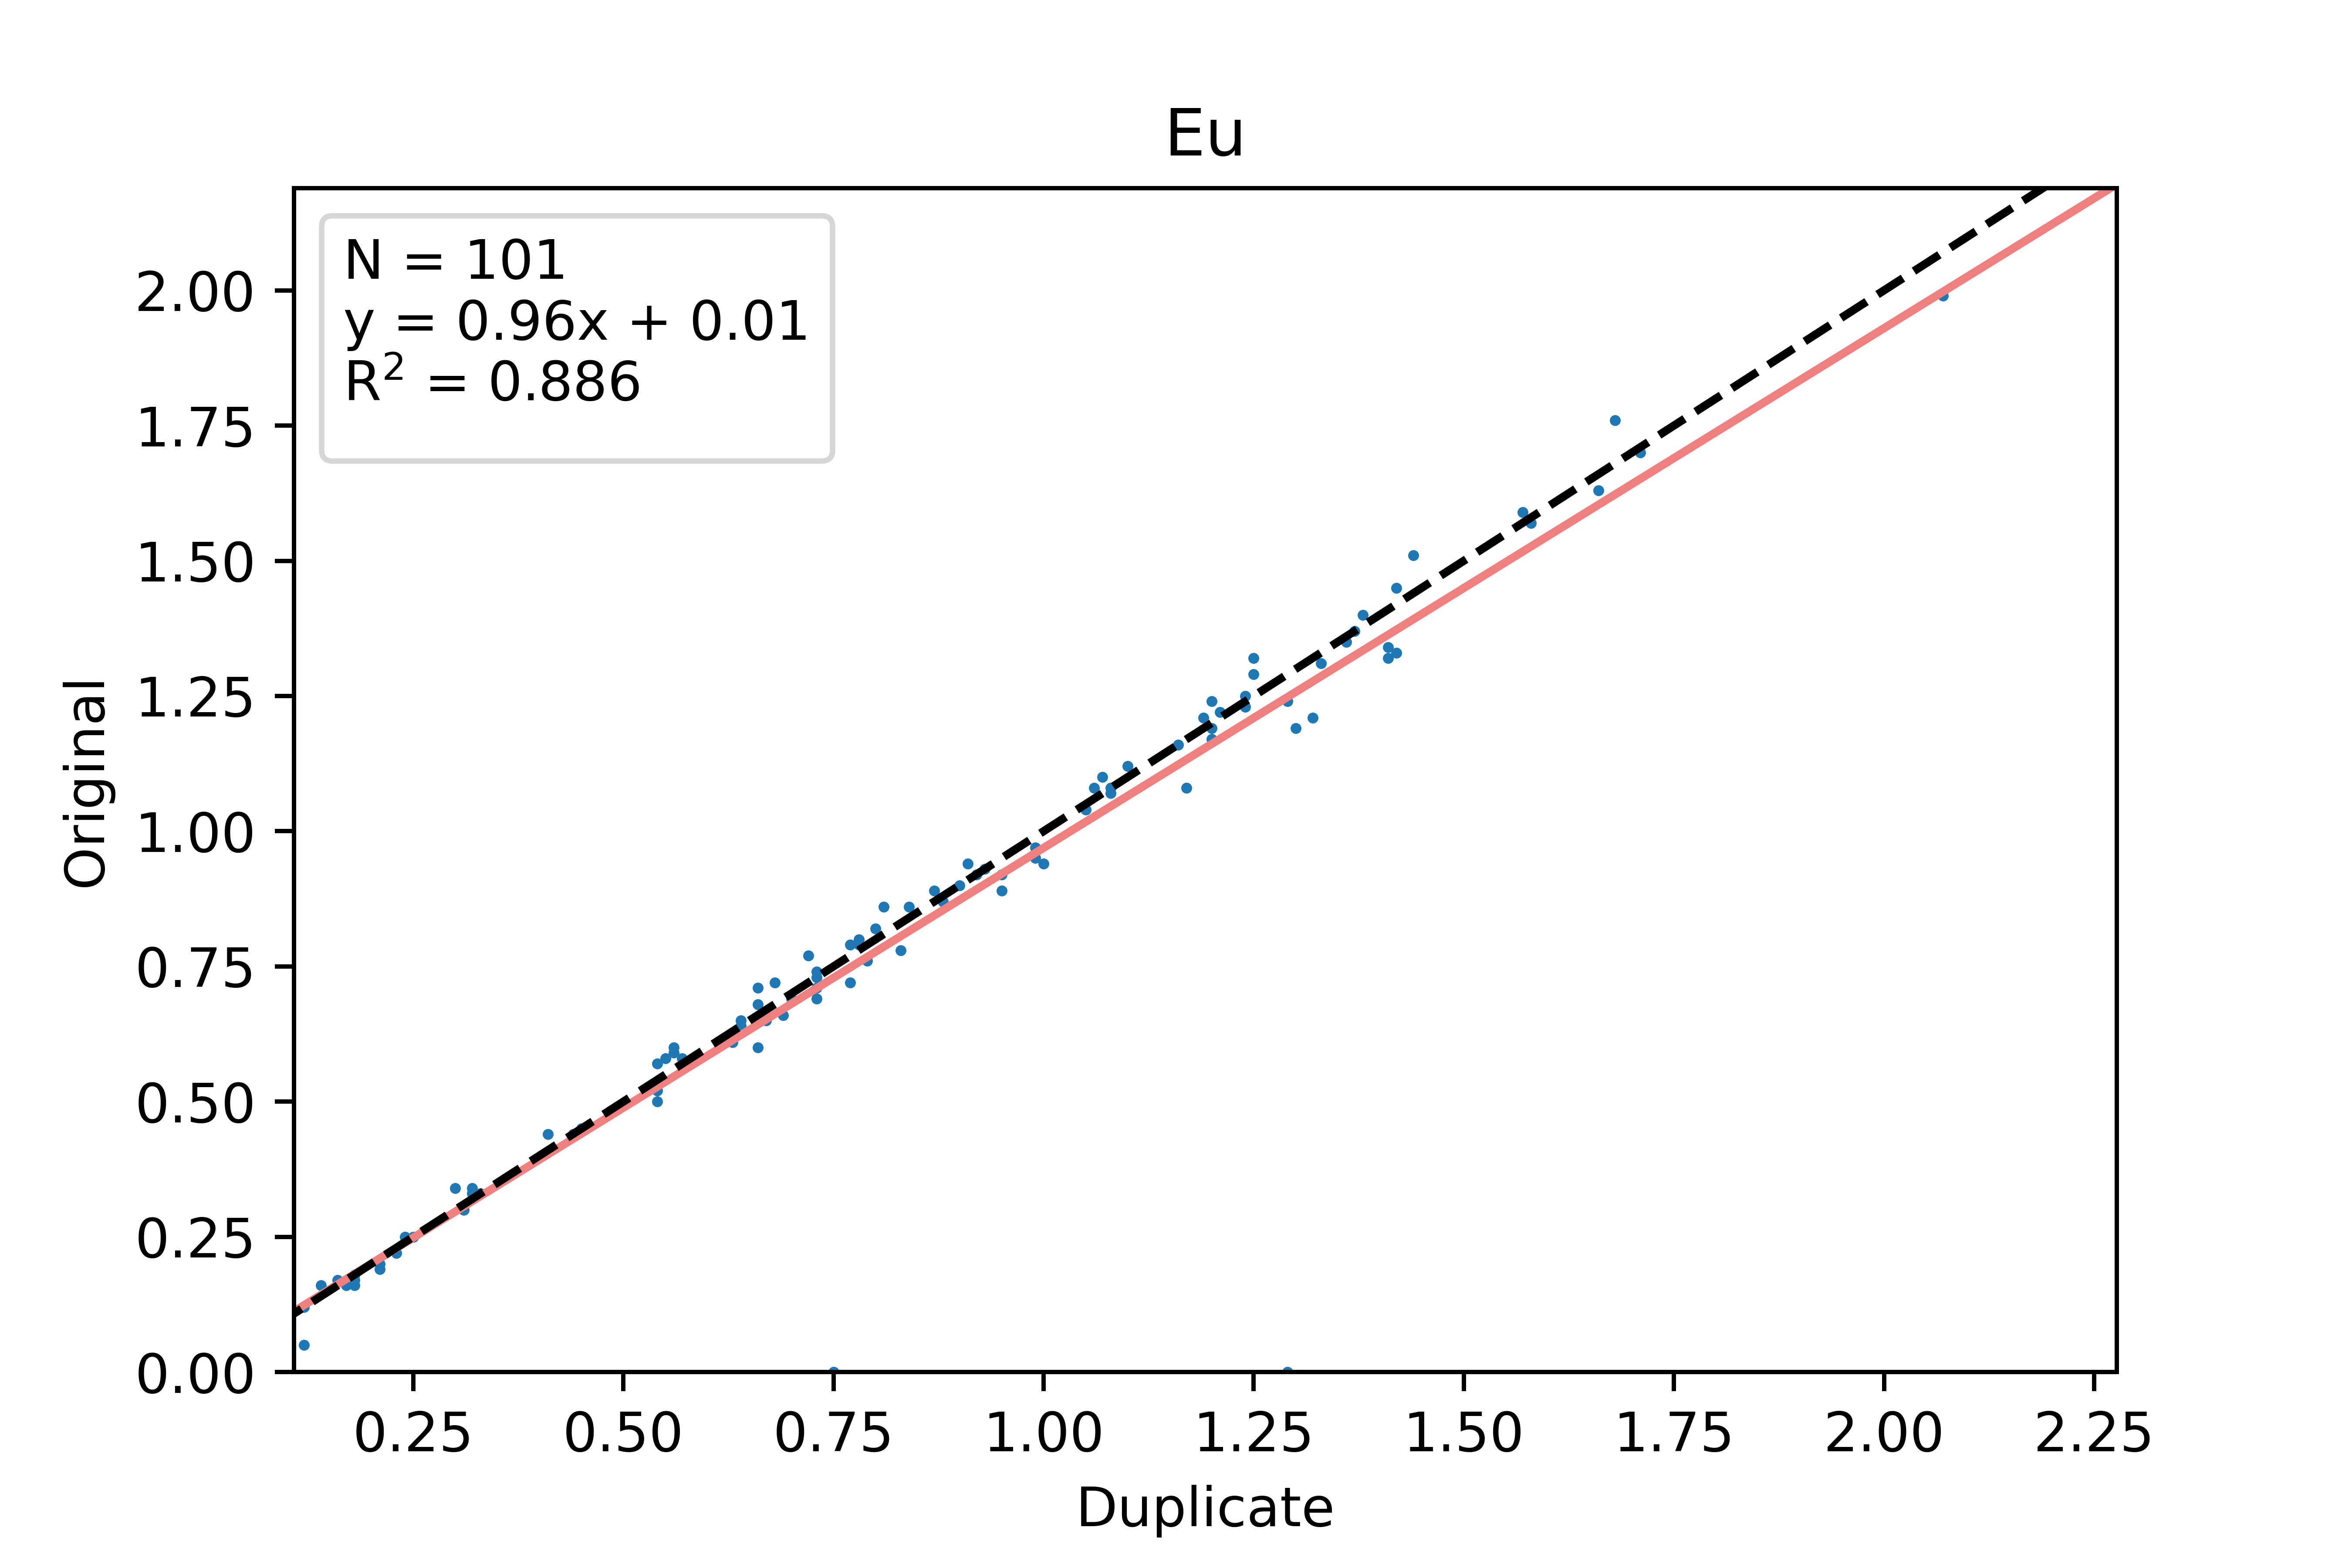 Eu
N = 101
y = 0.96x + 0.01
R² = 0.886
Original
2.00
1.75
1.50
1.25
1.00
0.75
0.50
0.25
0.00
0.25 0.50 0.75 1.00 1.25 1.50 1.75 2.00 2.25
Duplicate